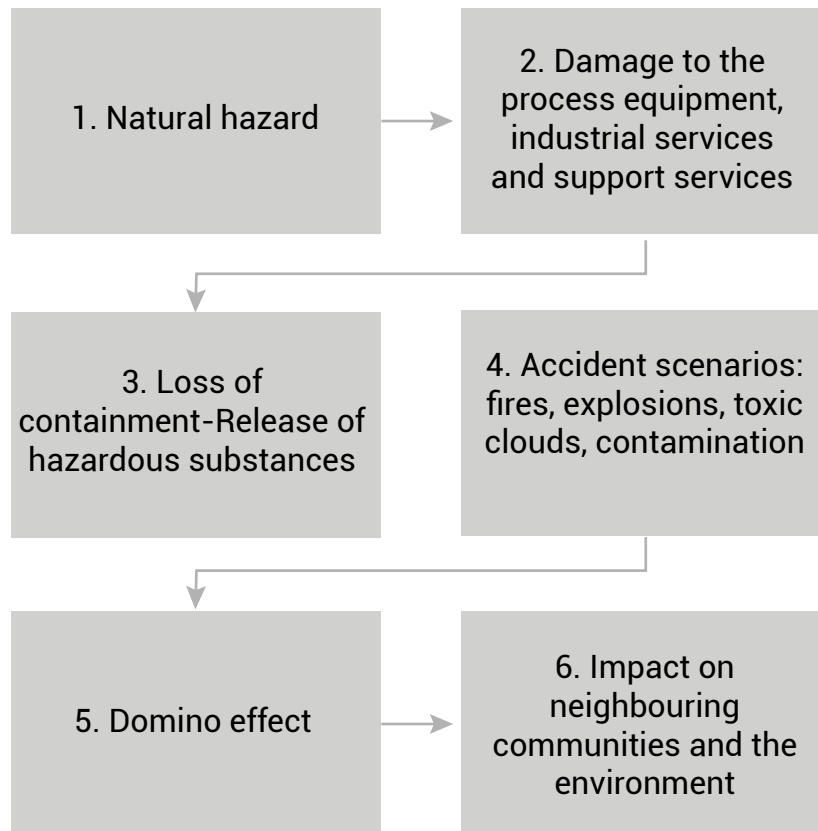 1. Natural hazard
2. Damage to the
process equipment,
industrial services
and support services
3. Loss of
containment-Release of
hazardous substances
4. Accident scenarios:
fires, explosions, toxic
clouds, contamination
5. Domino effect
6. Impact on
neighbouring
communities and the
environment